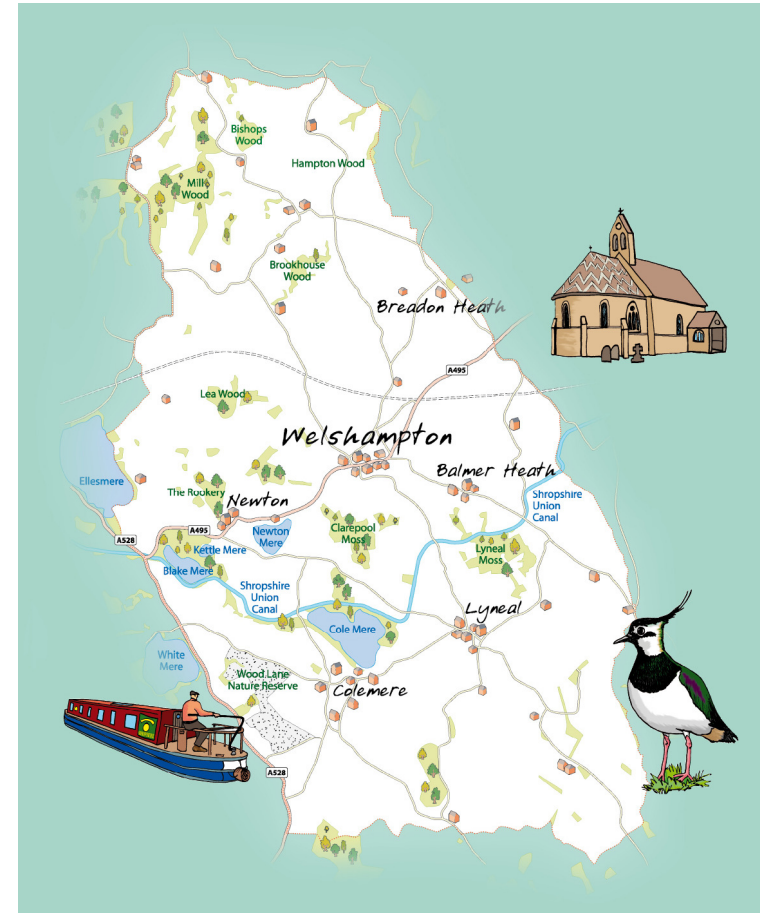 Bishops
Wood
Hampton Wood
Mill
Wood
Brookhouse
Wood
Breadon Heath
A495
Lea Wood
Welshampton
Balmer Heath
Ellesmere
The Rookery
Newton
Shropshire
Union
Canal
A495
Newton
Mere
Clarepool
Moss
A528
Kettle Mere
Lyneal
Moss
Blake Mere
Shropshire
Union
Canal
Lyneal
Cole Mere
White
Mere
Wood Lane
Nature Reserve
Colemere
A528